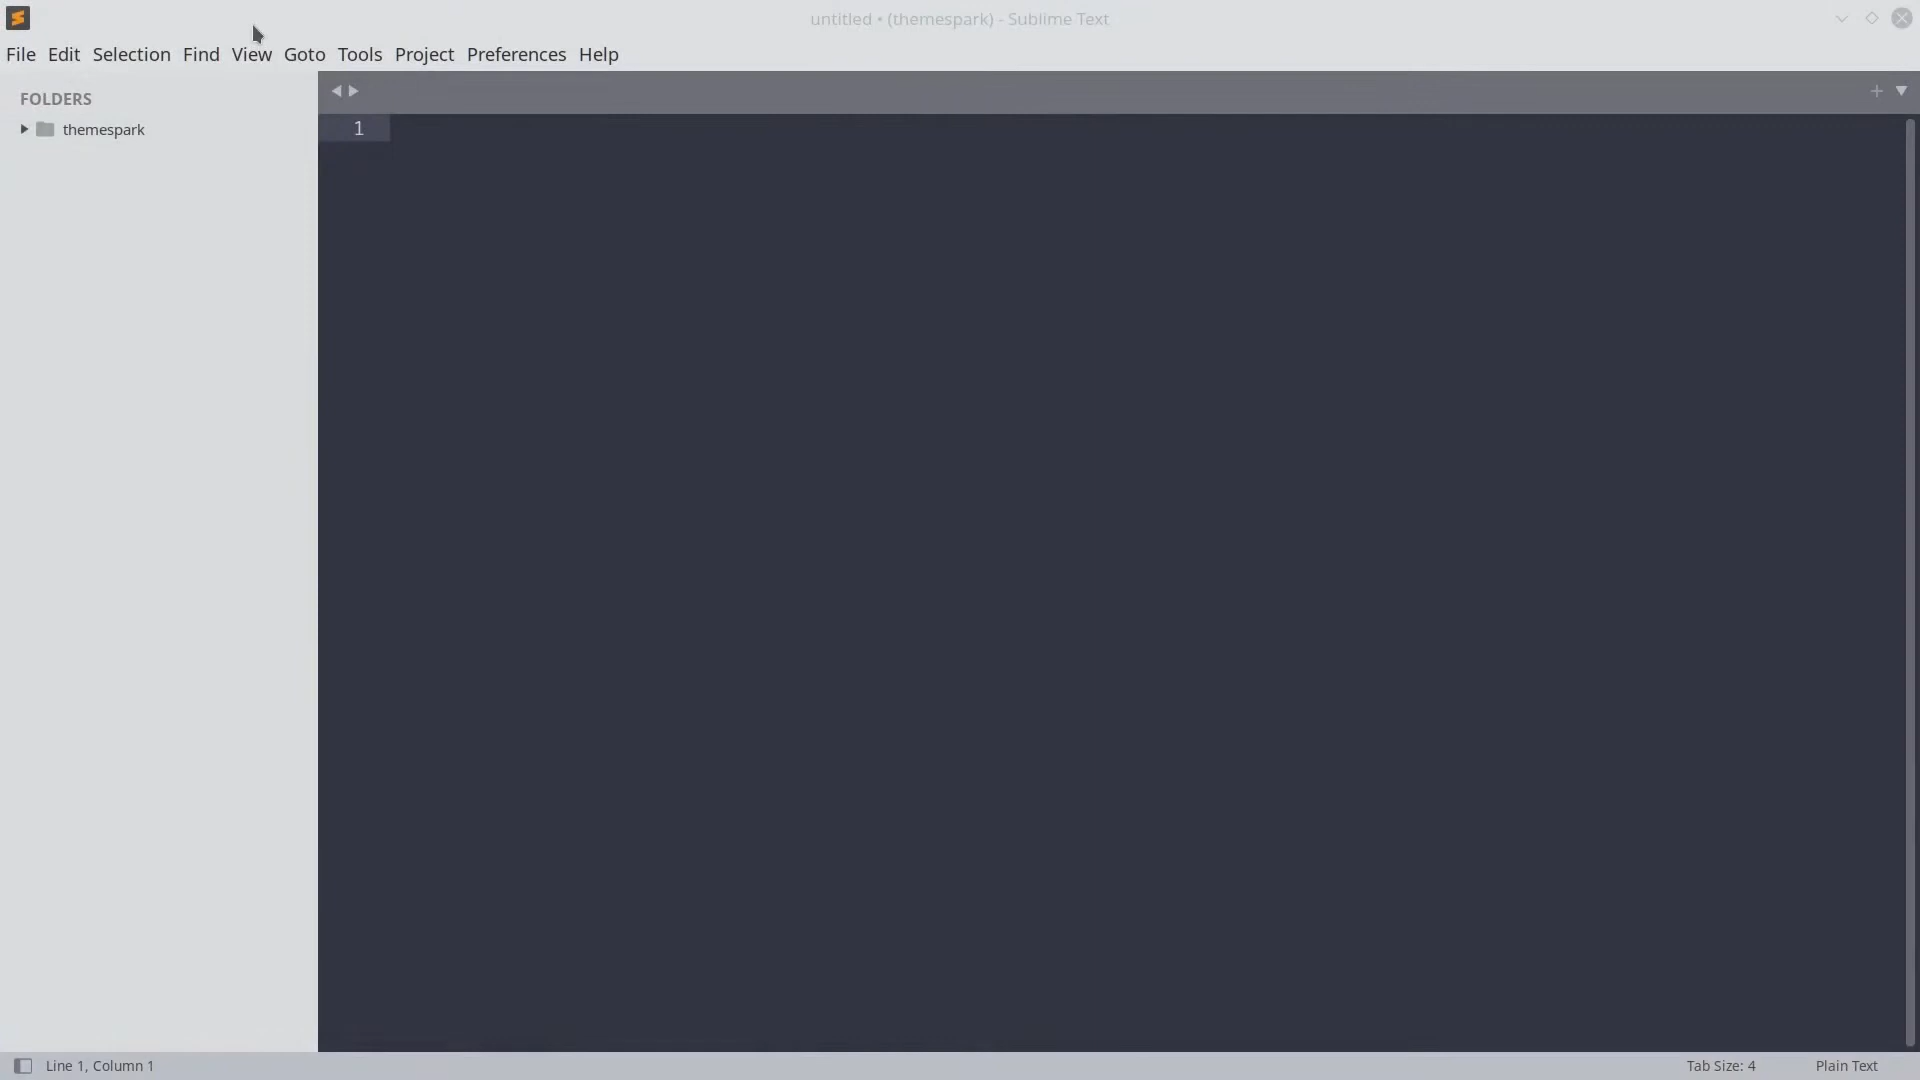 untitled • (themespark) - Sublime Text
File Edit Selection Find View Goto Tools Project Preferences Help
FOLDERS
themespark
1
Line 1, Column 1
Tab Size: 4
Plain Text